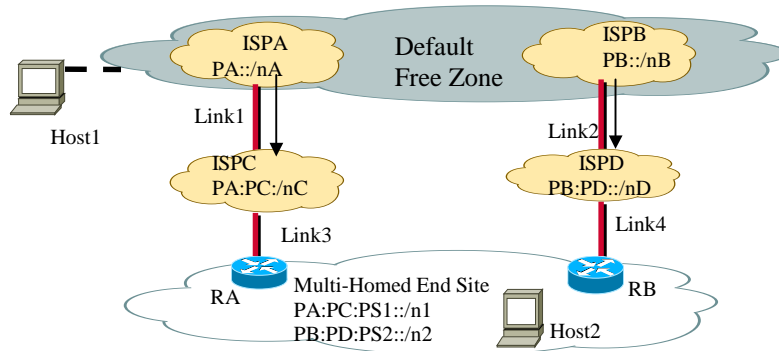 ISPA
PA::/nA
Default
Free Zone
ISPB
PB::/nB
Host1
Link1
Link2
ISPC
PA:PC:/nC
ISPD
PB:PD::/nD
Link3
Link4
RA
Multi-Homed End Site
PA:PC:PS1::/n1
PB:PD:PS2::/n2
RB
Host2